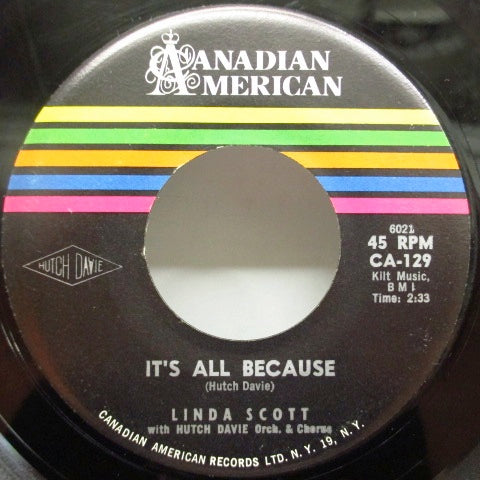 CANADIAN
AMERICAN
6021
45 RPM
CA-129
Kilt Music,
BMI
Time: 2:33
HUTCH DAVIE
IT'S ALL BECAUSE
(Hutch Davie)
LINDA SCOTT
with HUTCH DAVIE Orch. & Chorus
CANADIAN AMERICAN RECORDS LTD. N. Y. 19, N. Y.